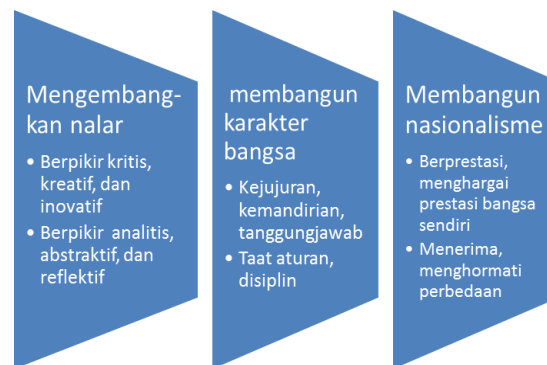 Mengembang-
kan nalar
• Berpikir kritis,
kreatif, dan
inovatif
• Berpikir analitis,
abstraktif, dan
reflektif
membangun
karakter
bangsa
• Kejujuran,
kemandirian,
tanggungjawab
• Taat aturan,
disiplin
Membangun
nasionalisme
• Berprestasi,
menghargai
prestasi bangsa
sendiri
• Menerima,
menghormati
perbedaan